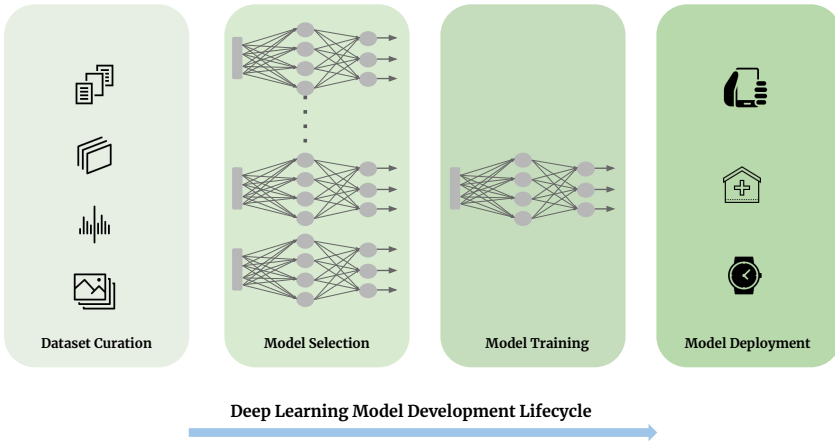 Dataset Curation
Model Selection
Model Training
Model Deployment
Deep Learning Model Development Lifecycle